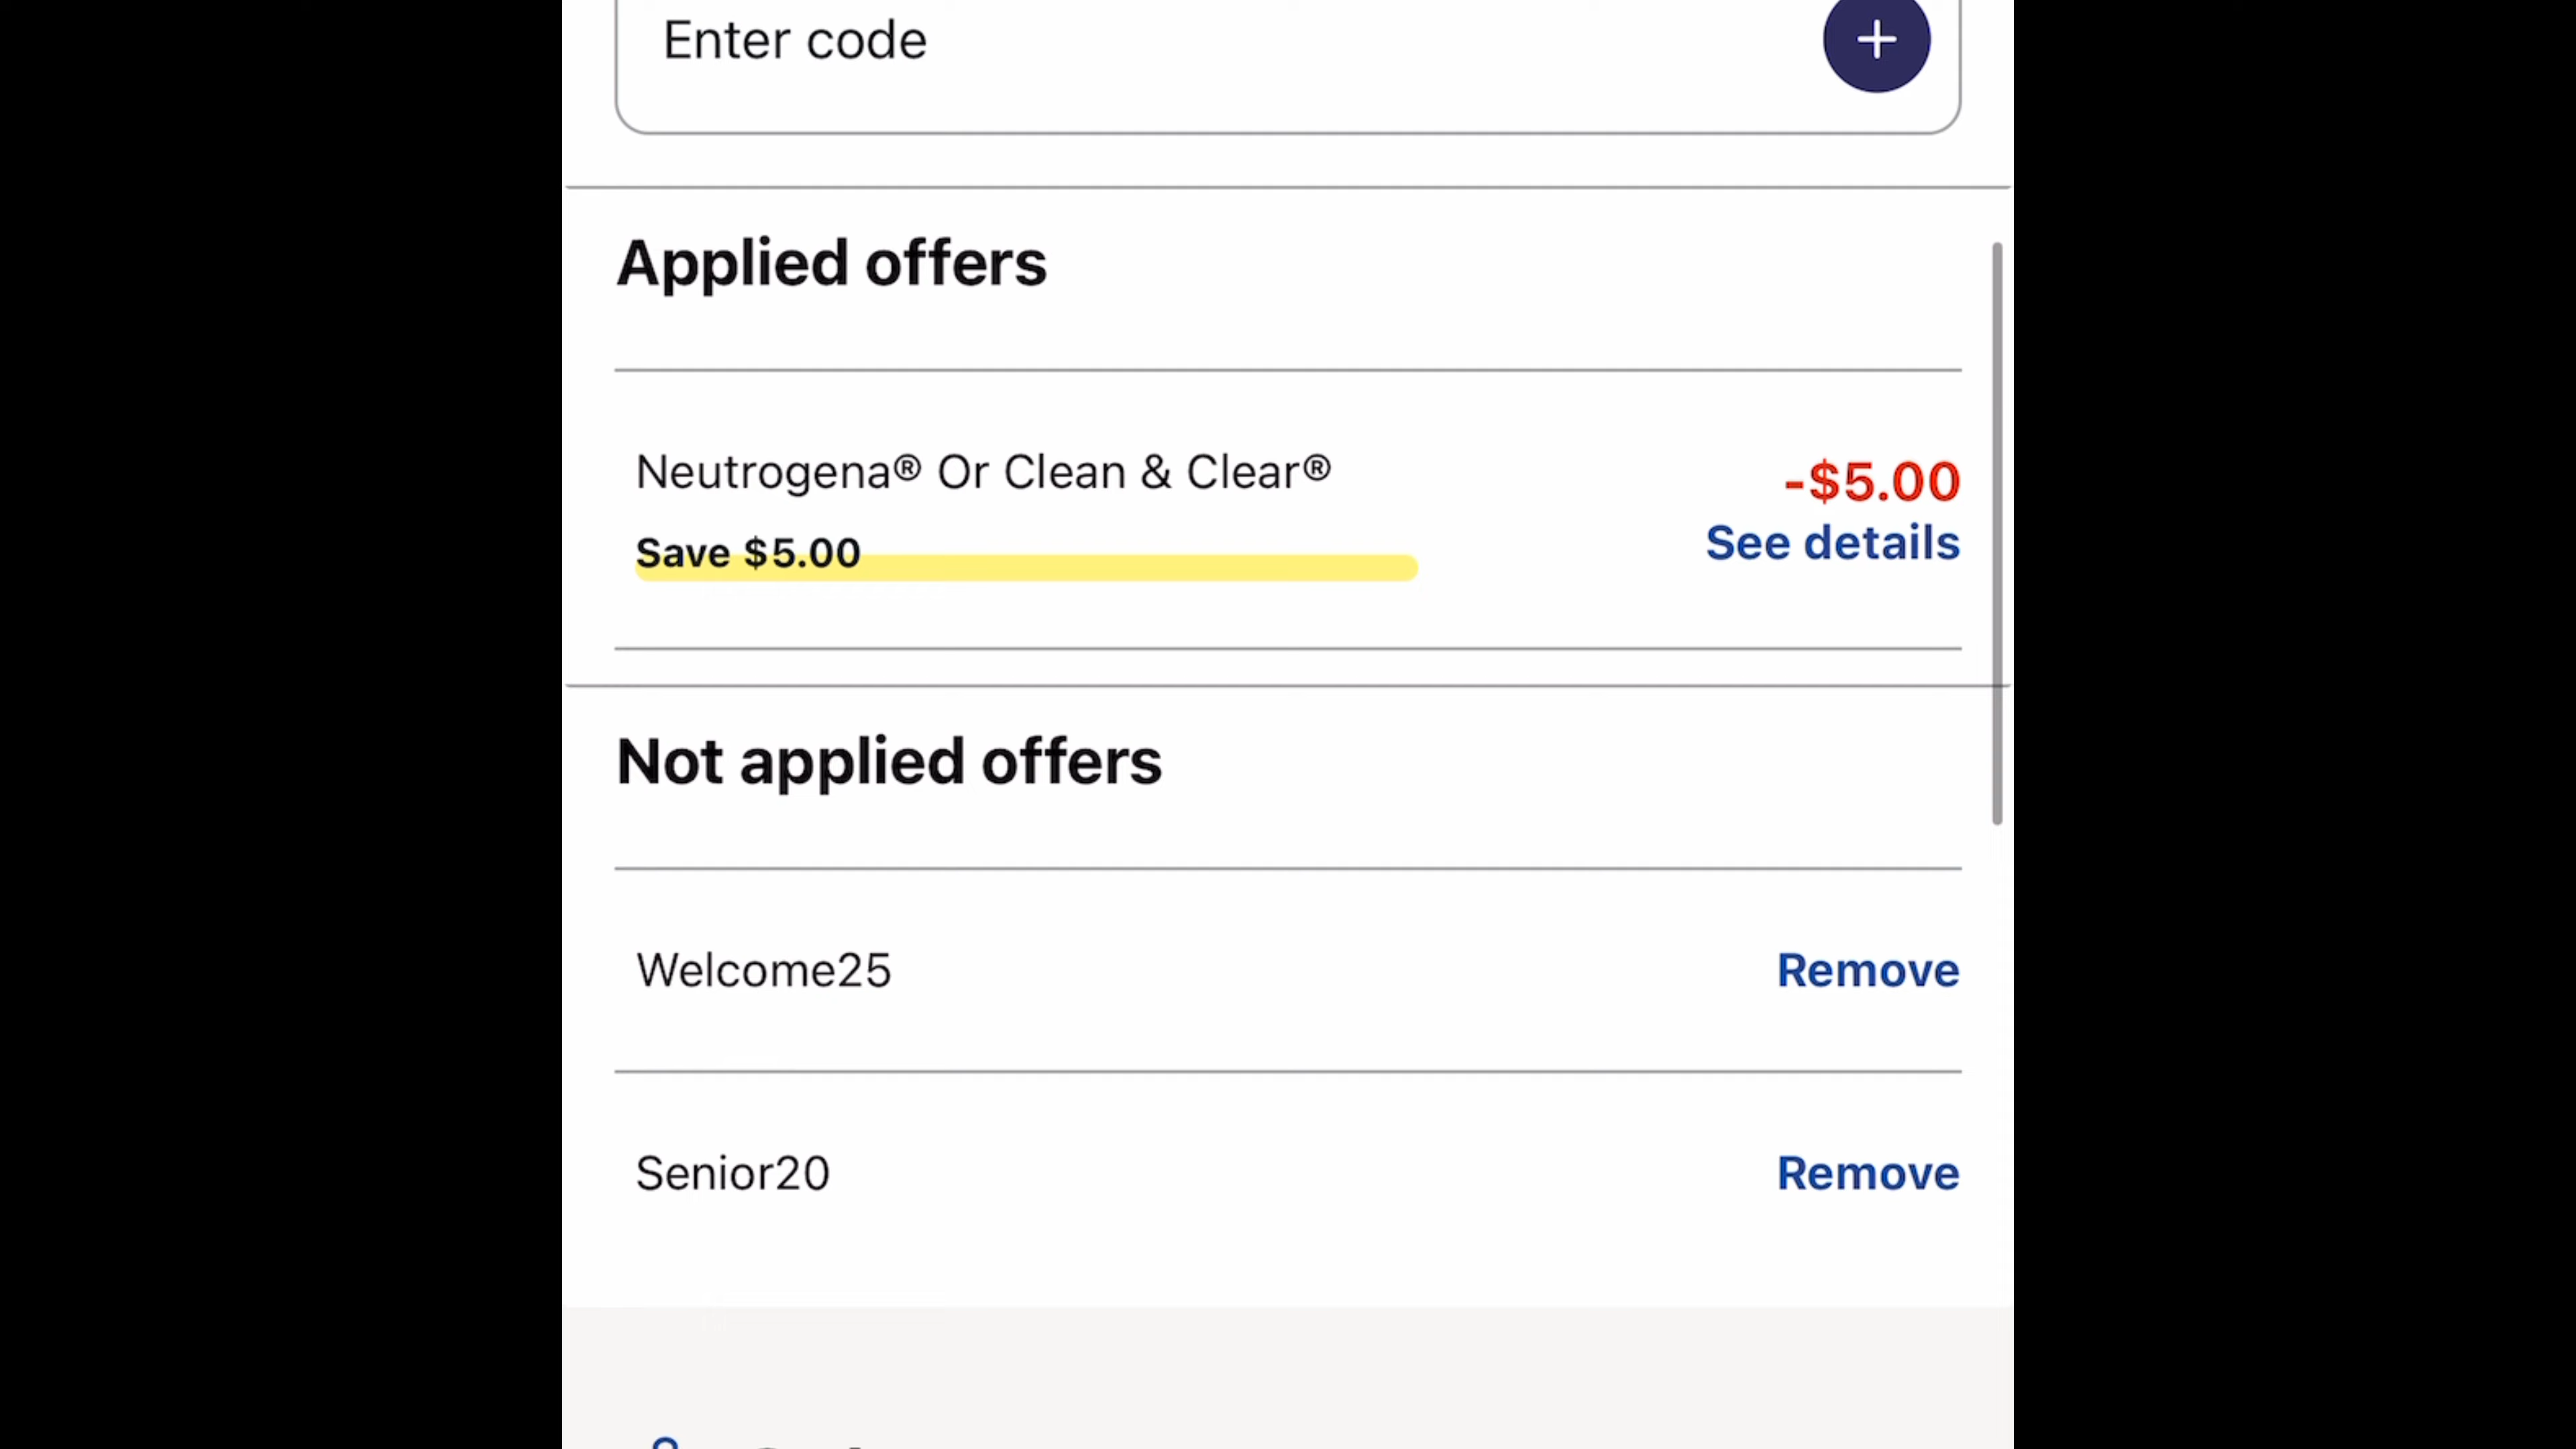 Enter code
Applied offers
Neutrogena® Or Clean & Clear®
-$5.00
Save $5.00
See details
Not applied offers
Welcome25
Remove
Senior20
Remove